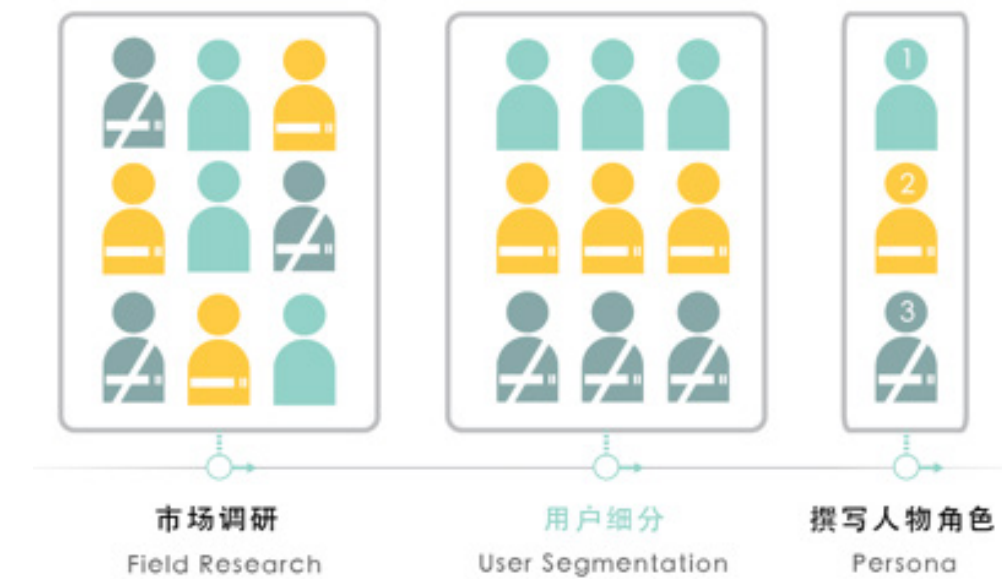 1
2
3
市场调研
用户细分
撰写人物角色
Field Research
User Segmentation
Persona